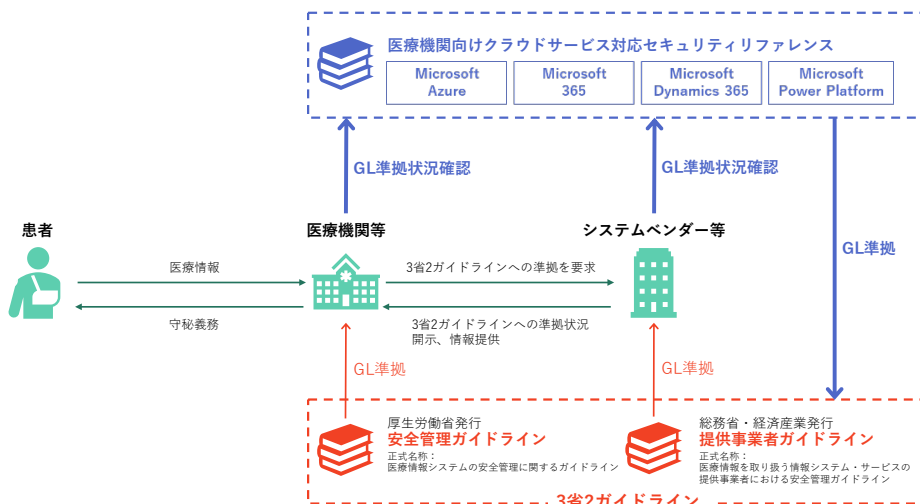 医療機関向けクラウドサービス対応セキュリティリファレンス
Microsoft
Azure
Microsoft
365
Microsoft
Dynamics 365
Microsoft
Power Platform
GL準拠状況確認
GL準拠状況確認
GL準拠
患者
医療機関等
システムベンダー等
医療情報
守秘義務
3省2ガイドラインへの準拠を要求
3省2ガイドラインへの準拠状況
開示、情報提供
GL準拠
GL準拠
厚生労働省発行
安全管理ガイドライン
正式名称：
医療情報システムの安全管理に関するガイドライン
総務省・経済産業発行
提供事業者ガイドライン
正式名称：
医療情報を取り扱う情報システム・サービスの
提供事業者における安全管理ガイドライン
3省2ガイドライン